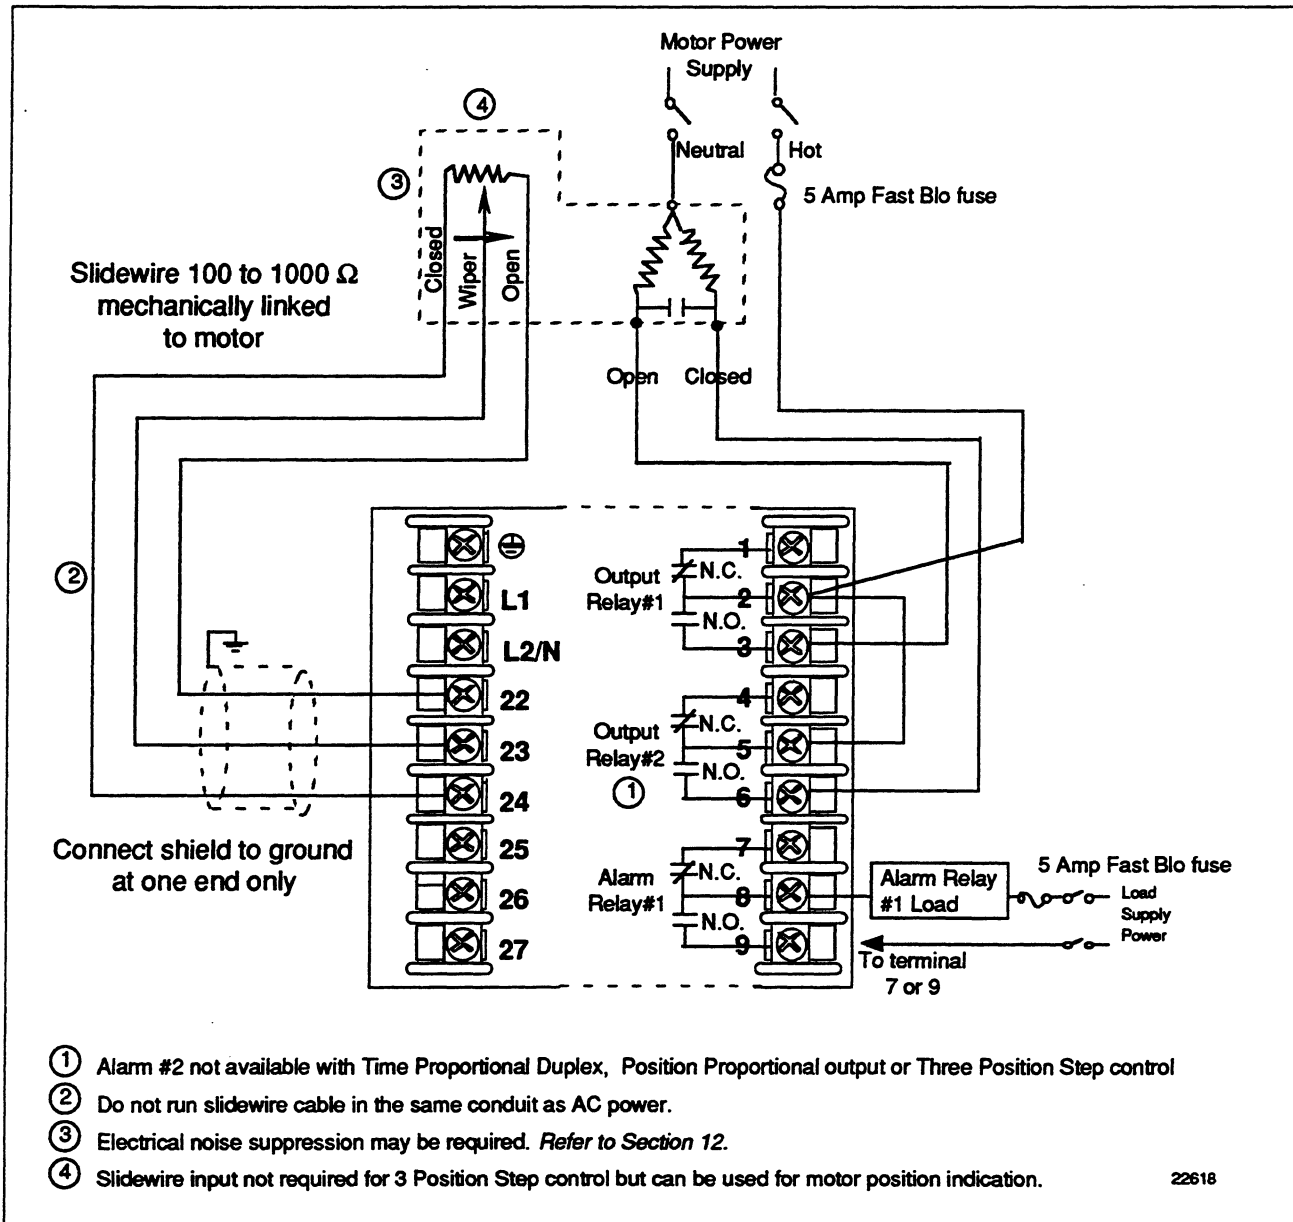 Motor Power
Supply
4
Neutral
Hot
3
5 Amp Fast Blo fuse
Closed
Wiper
Open
Slidewire 100 to 1000 Ω
mechanically linked
to motor
Open
Closed
2
L1
L2/N
22
23
24
25
26
27
Connect shield to ground
at one end only
Output
Relay#1
N.C.
N.O.
1
2
3
Output
Relay#2
1
N.C.
N.O.
4
5
6
Alarm
Relay#1
N.C.
N.O.
7
8
9
Alarm Relay
#1 Load
5 Amp Fast Blo fuse
Load
Supply
Power
To terminal
7 or 9
1 Alarm #2 not available with Time Proportional Duplex, Position Proportional output or Three Position Step control
2 Do not run slidewire cable in the same conduit as AC power.
3 Electrical noise suppression may be required. Refer to Section 12.
4 Slidewire input not required for 3 Position Step control but can be used for motor position indication.
22618